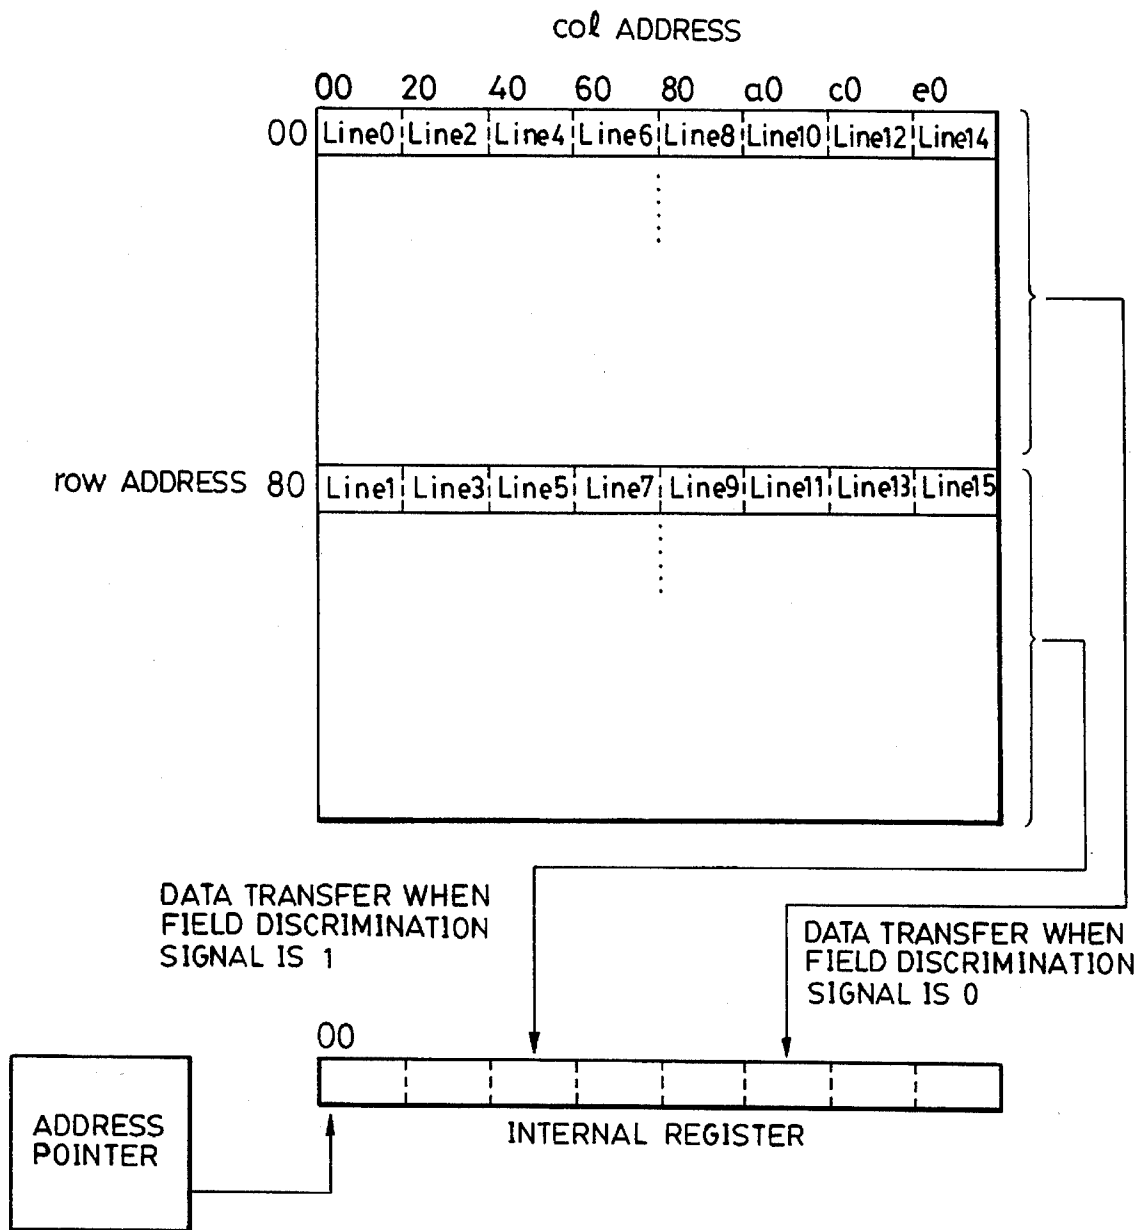 col ADDRESS
00 20 40 60 80 a0 c0 e0
00 Line0 Line2 Line4 Line6 Line8 Line10 Line12 Line14
row ADDRESS 80 Line1 Line3 Line5 Line7 Line9 Line11 Line13 Line15
DATA TRANSFER WHEN
FIELD DISCRIMINATION
SIGNAL IS 1
DATA TRANSFER WHEN
FIELD DISCRIMINATION
SIGNAL IS 0
00
ADDRESS
POINTER
INTERNAL REGISTER